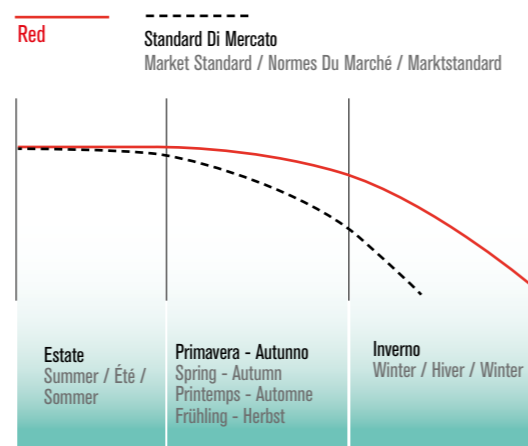 Red
Standard Di Mercato
Market Standard / Normes Du Marché / Marktstandard
Estate
Summer / Été /
Sommer
Primavera - Autunno
Spring - Autumn
Printemps - Automne
Frühling - Herbst
Inverno
Winter / Hiver / Winter